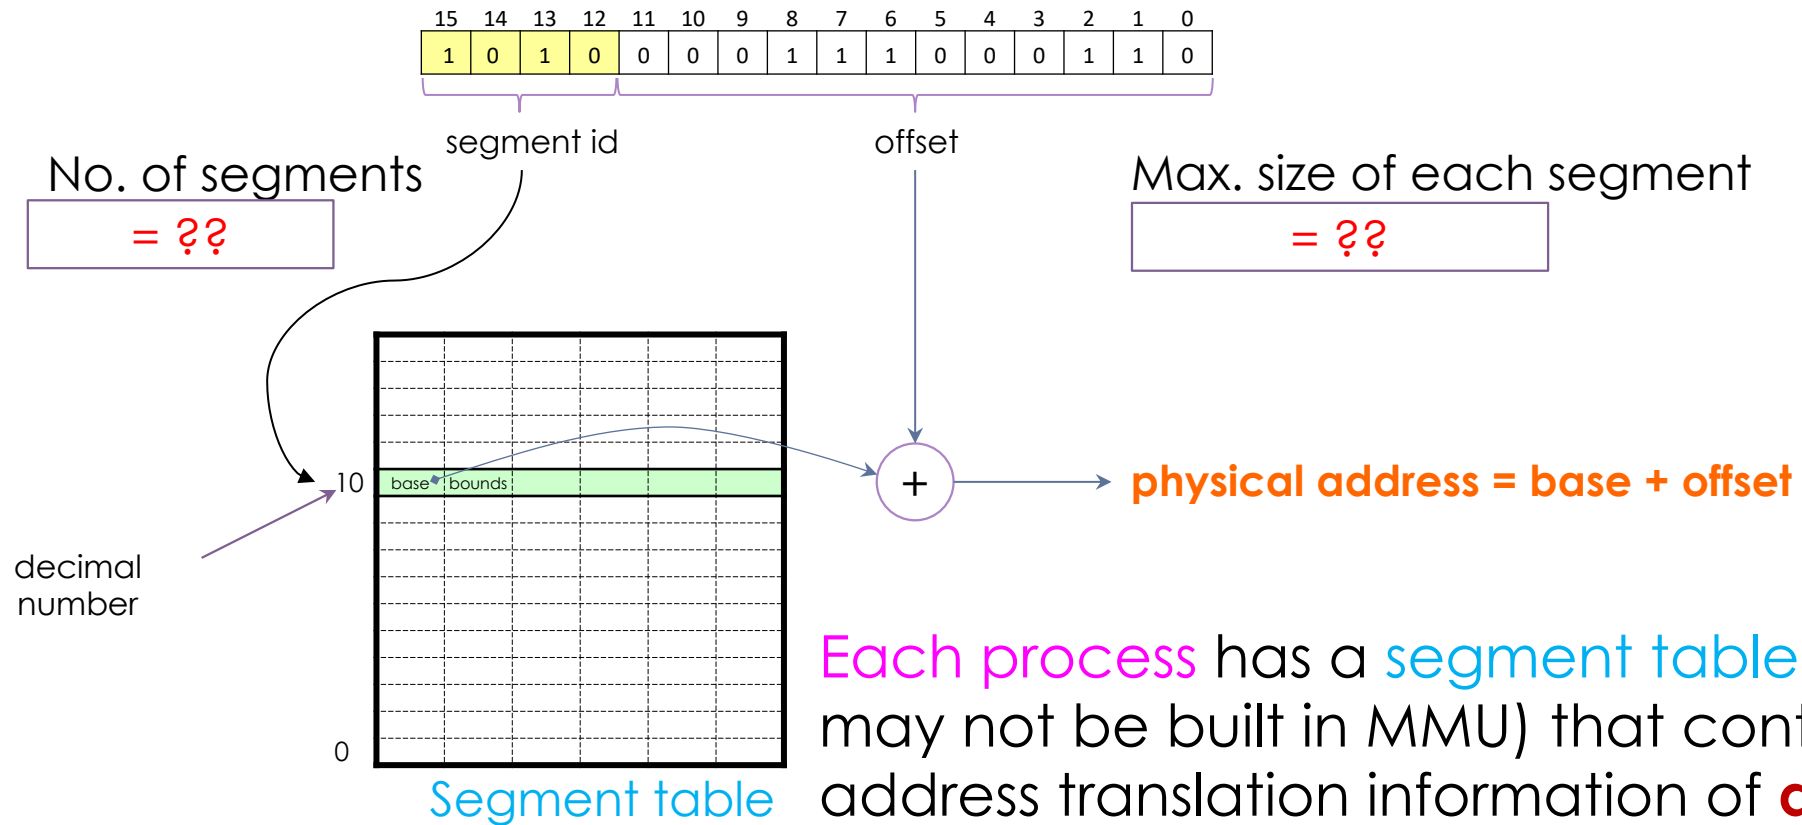 15 14 13 12 11 10 9 8 7 6 5 4 3 2 1 0
1 0 1 0 0 0 0 1 1 1 0 0 0 1 1 0
segment id
offset
No. of segments
= ??
Max. size of each segment
= ??
10
base
bounds
+
physical address = base + offset
decimal
number
0
Segment table
Each process has a segment table
may not be built in MMU) that
address translation information of